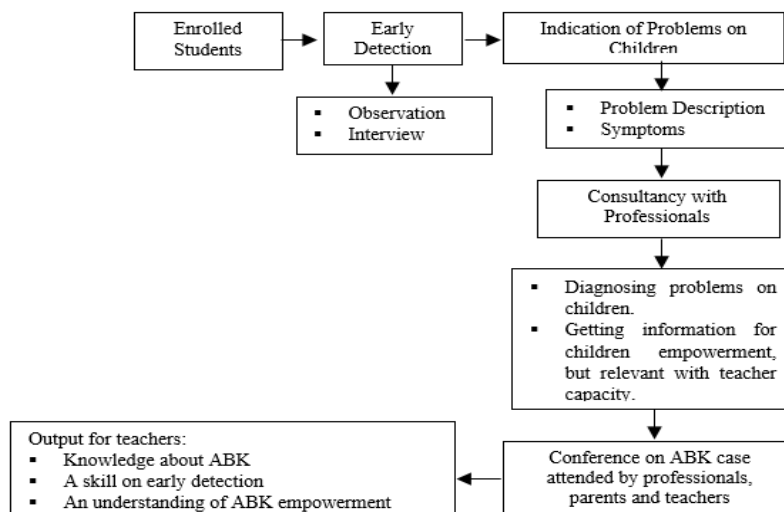 Enrolled
Students
Early
Detection
Indication of Problems on
Children
▪ Observation
▪ Interview
▪ Problem Description
▪ Symptoms
Consultancy with
Professionals
▪ Diagnosing problems on
children.
▪ Getting information for
children empowerment,
but relevant with teacher
capacity.
Conference on ABK case
attended by professionals,
parents and teachers
Output for teachers:
▪ Knowledge about ABK
▪ A skill on early detection
▪ An understanding of ABK empowerment